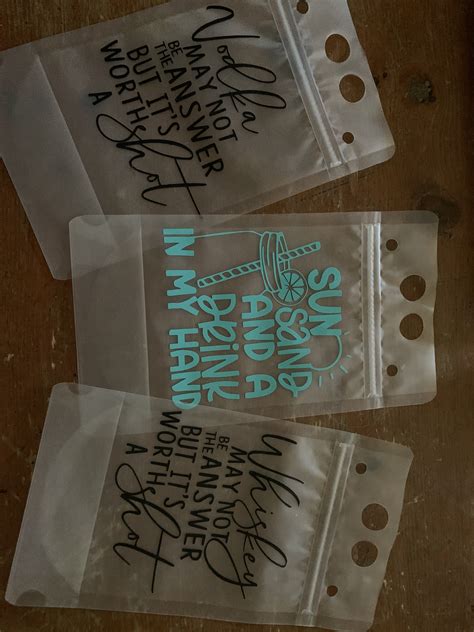 Vodka
MAY NOT
BE THE ANSWER
BUT IT'S
WORTH
A
shot
SUN
SAND
AND A
DRINK
IN MY HAND
Whiskey
MAY NOT
BE THE ANSWER
BUT IT'S
WORTH
A
shot